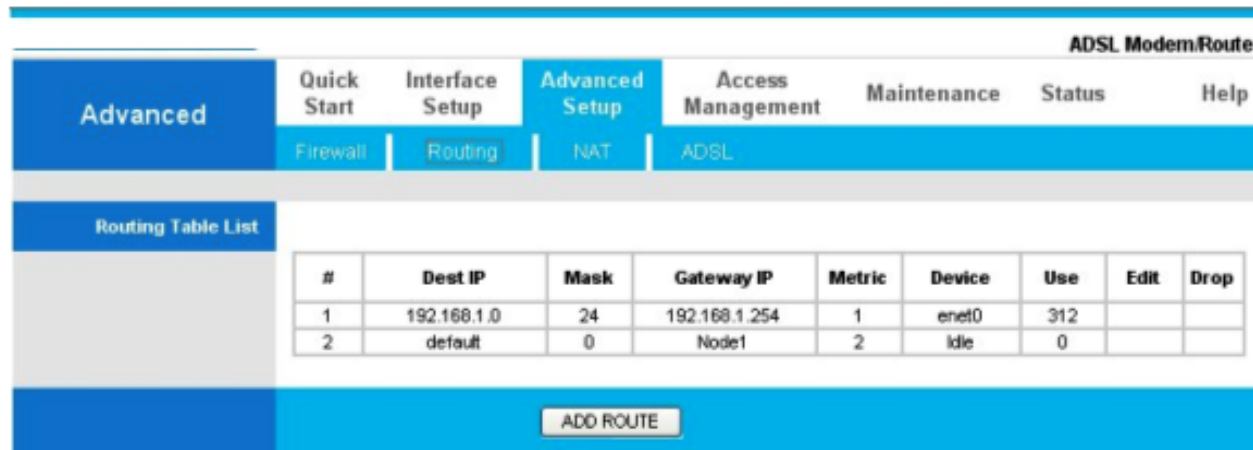 ADSL Modem/Route
Advanced
Quick Start
Interface Setup
Advanced Setup
Access Management
Maintenance
Status
Help
Firewall
Routing
NAT
ADSL
Routing Table List
# Dest IP Mask Gateway IP Metric Device Use Edit Drop
1 192.168.1.0 24 192.168.1.254 1 enet0 312
2 default 0 Node1 2 Idle 0
ADD ROUTE